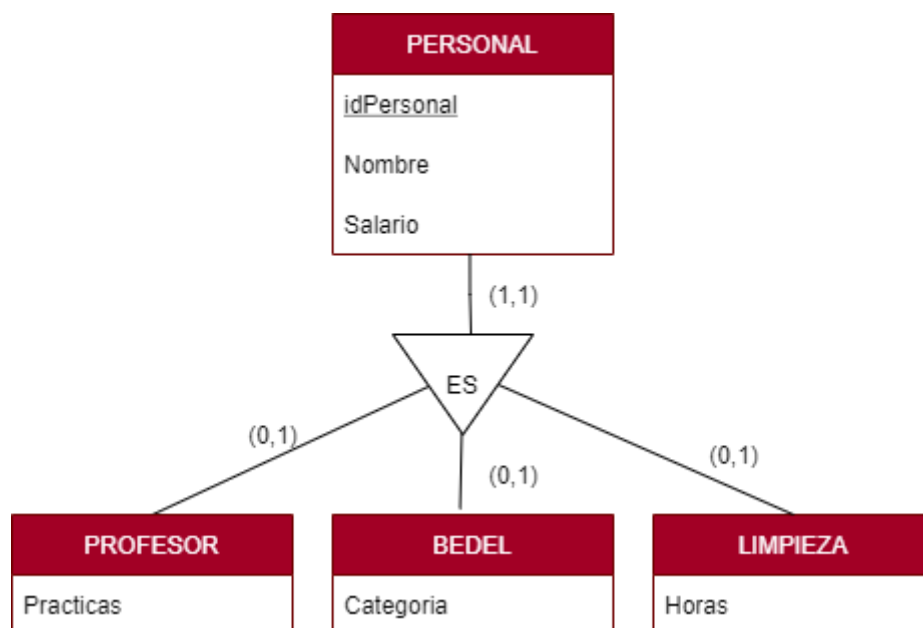 PERSONAL
idPersonal
Nombre
Salario
(1,1)
ES
(0,1)
(0,1)
(0,1)
PROFESOR
BEDEL
LIMPIEZA
Practicas
Categoria
Horas